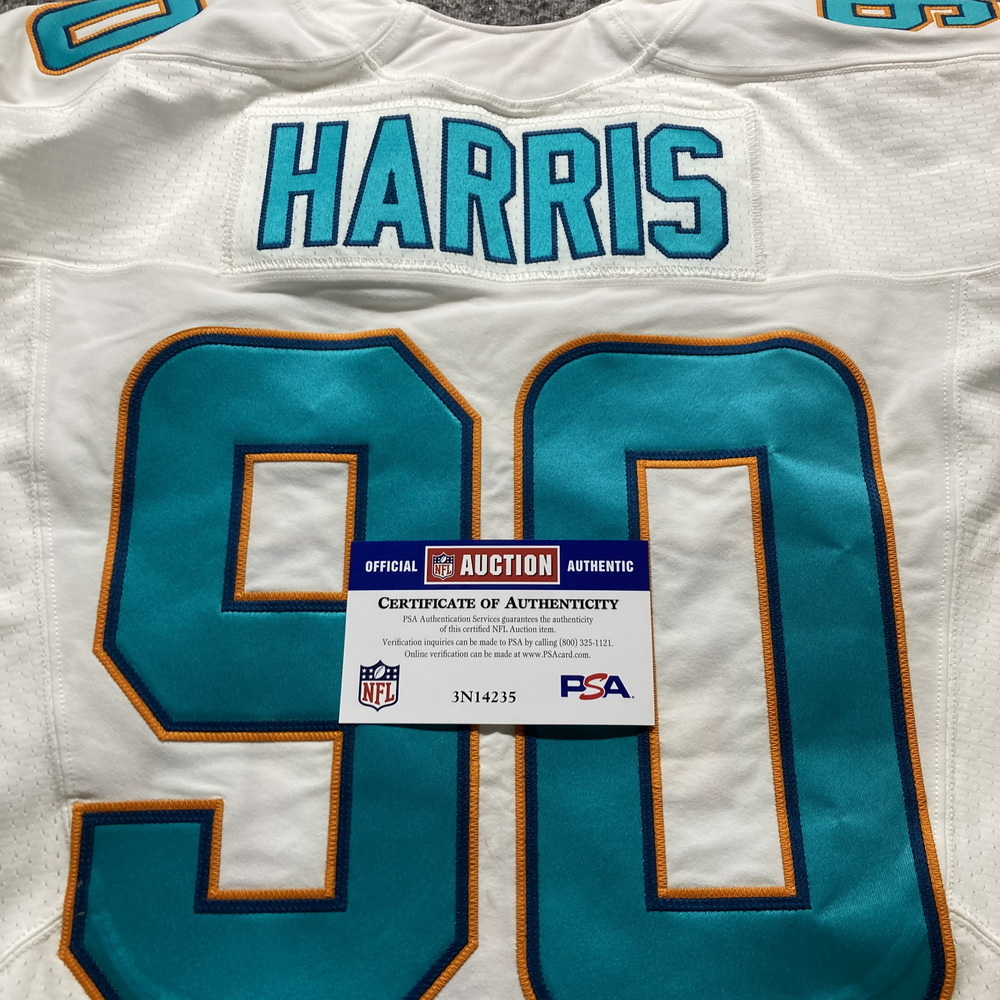 HARRIS
90
OFFICIAL NFL AUCTION AUTHENTIC
CERTIFICATE OF AUTHENTICITY
PSA Authentication Services guarantees the authenticity
of this certified NFL Auction item.
Verification inquiries can be made to PSA by calling (800) 325-1121.
Online verification can be made at www.PSAcard.com.
NFL 3N14235 PSA